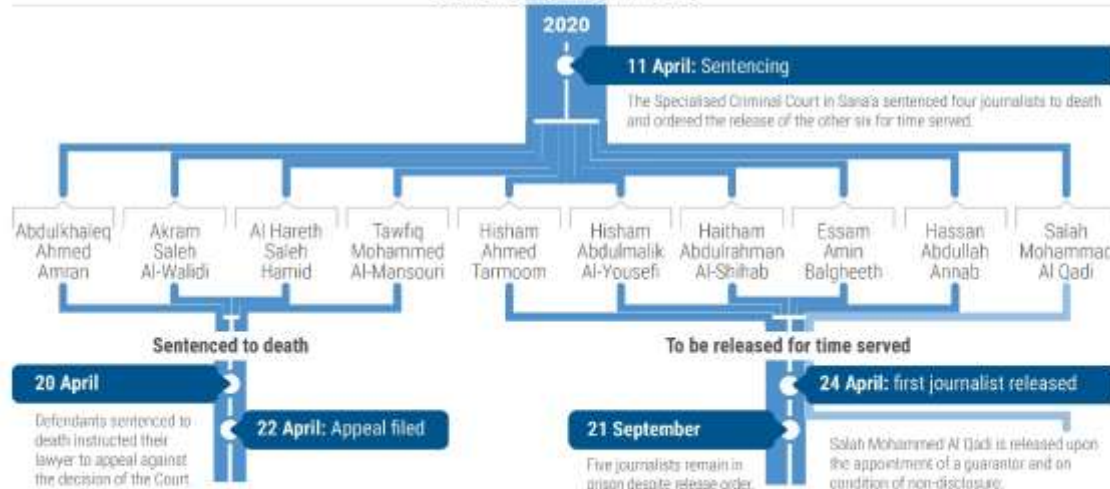 2020
11 April: Sentencing
The Specialised Criminal Court in Sana'a sentenced four journalists to death
and ordered the release of the other six for time served.
Abdulkhaleq
Ahmed
Amran
Akram
Saleh
Al-Walidi
Al Hareth
Saleh
Hamid
Tawfiq
Mohammed
Al-Mansouri
Hisham
Ahmed
Tarmoom
Hisham
Abdulmalik
Al-Yousefi
Haitham
Abdulrahman
Al-Shihab
Essam
Amin
Balgheeth
Hassan
Abdullah
Annab
Salah
Mohammad
Al Qadi
Sentenced to death
20 April
Defendants sentenced to
death instructed their
lawyer to appeal against
the decision of the Court
22 April: Appeal filed
To be released for time served
24 April: first journalist released
Salah Mohammed Al Qadi is released upon
the appointment of a guarantor and on
condition of non-disclosure.
21 September
Five journalists remain in
prison despite release order.